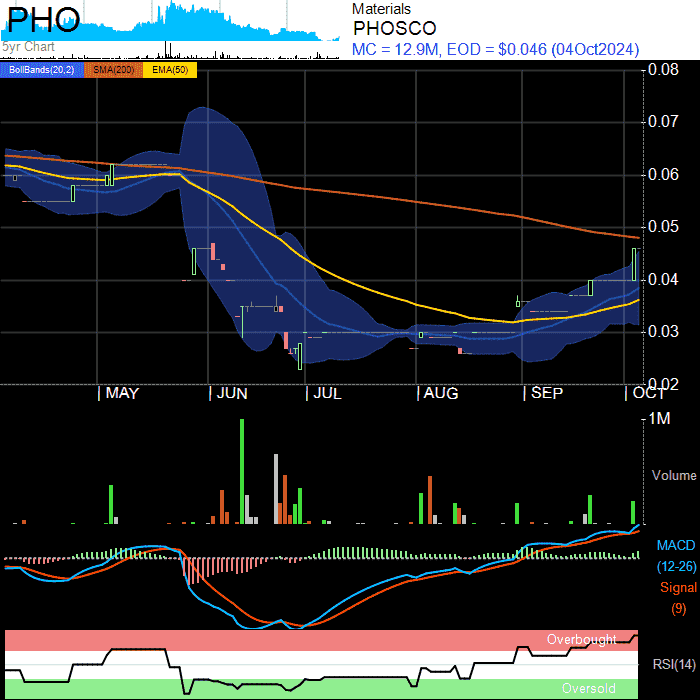 PHO
5yr Chart
Materials
PHOSCO
MC = 12.9M, EOD = $0.046 (04Oct2024)
BollBands(20,2) SMA(200) EMA(50)
0.08
0.07
0.06
0.05
0.04
0.03
0.02
MAY JUN JUL AUG SEP OCT
1M
Volume
MACD
(12-26)
Signal
(9)
Overbought
RSI(14)
Oversold